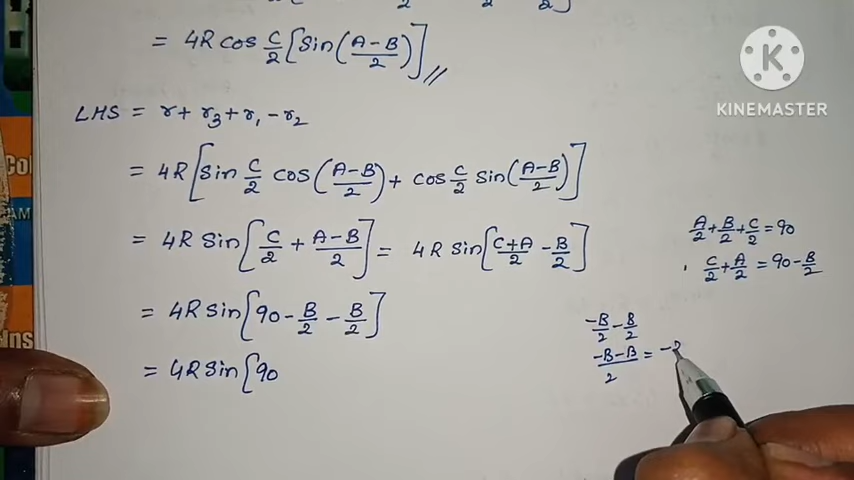 = 4R cos C/2 [Sin((A-B)/2)] //
LHS = r + r₃ + r₁ - r₂
= 4R [Sin C/2 cos((A-B)/2) + cos C/2 sin((A-B)/2)]
= 4R Sin[C/2 + (A-B)/2] = 4R Sin[(C+A)/2 - B/2]
= 4R Sin[90 - B/2 - B/2]
= 4R Sin[90
A/2 + B/2 + C/2 = 90
C/2 + A/2 = 90 - B/2
-B/2 - B/2
(-B-B)/2 = -
K
KINEMASTER